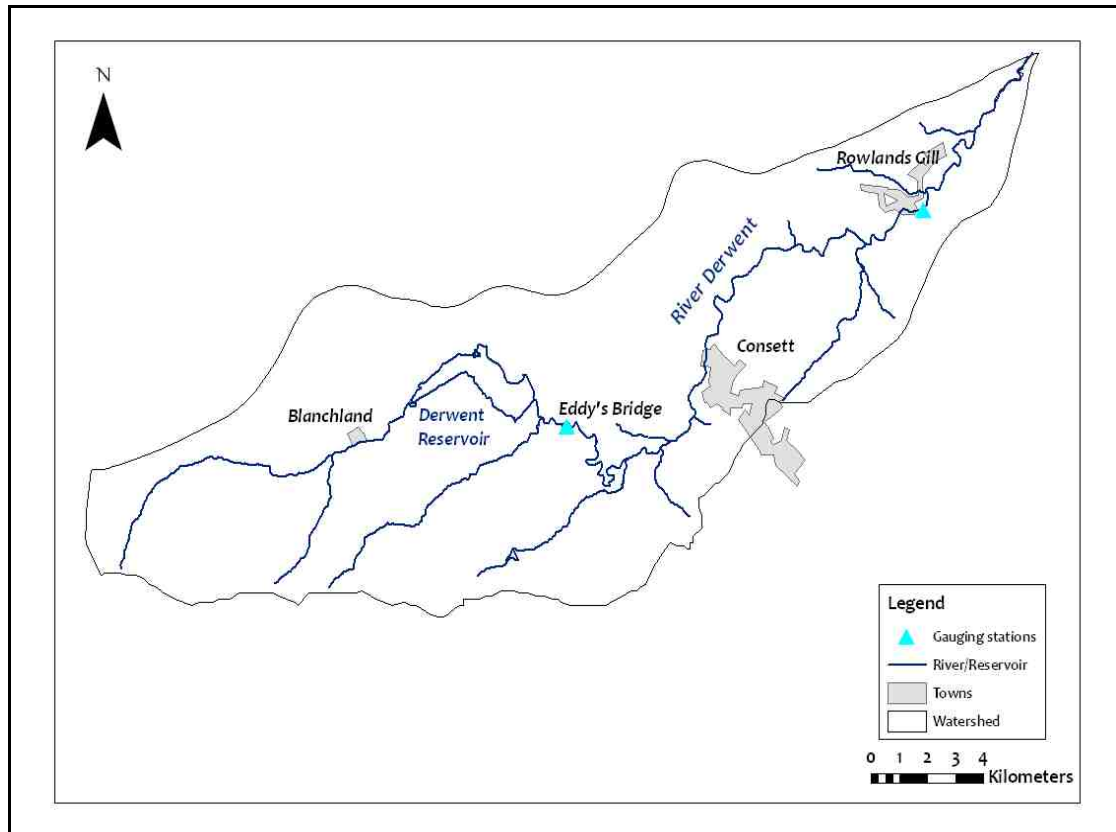 N
Rowlands Gill
River Derwent
Consett
Blanchland
Derwent
Reservoir
Eddy's Bridge
Legend
Gauging stations
River/Reservoir
Towns
Watershed
0 1 2 3 4
Kilometers